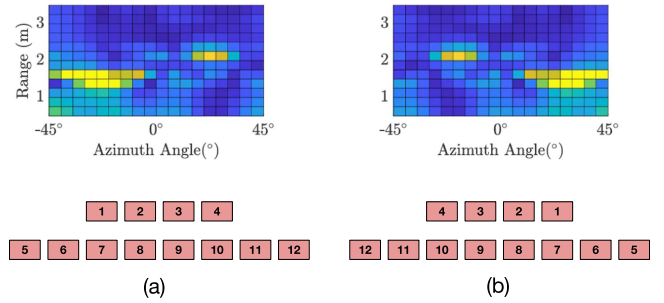 3
2
1
Range (m)
-45° 0° 45°
Azimuth Angle(°)
1 2 3 4
5 6 7 8 9 10 11 12
(a)
3
2
1
-45° 0° 45°
Azimuth Angle(°)
4 3 2 1
12 11 10 9 8 7 6 5
(b)